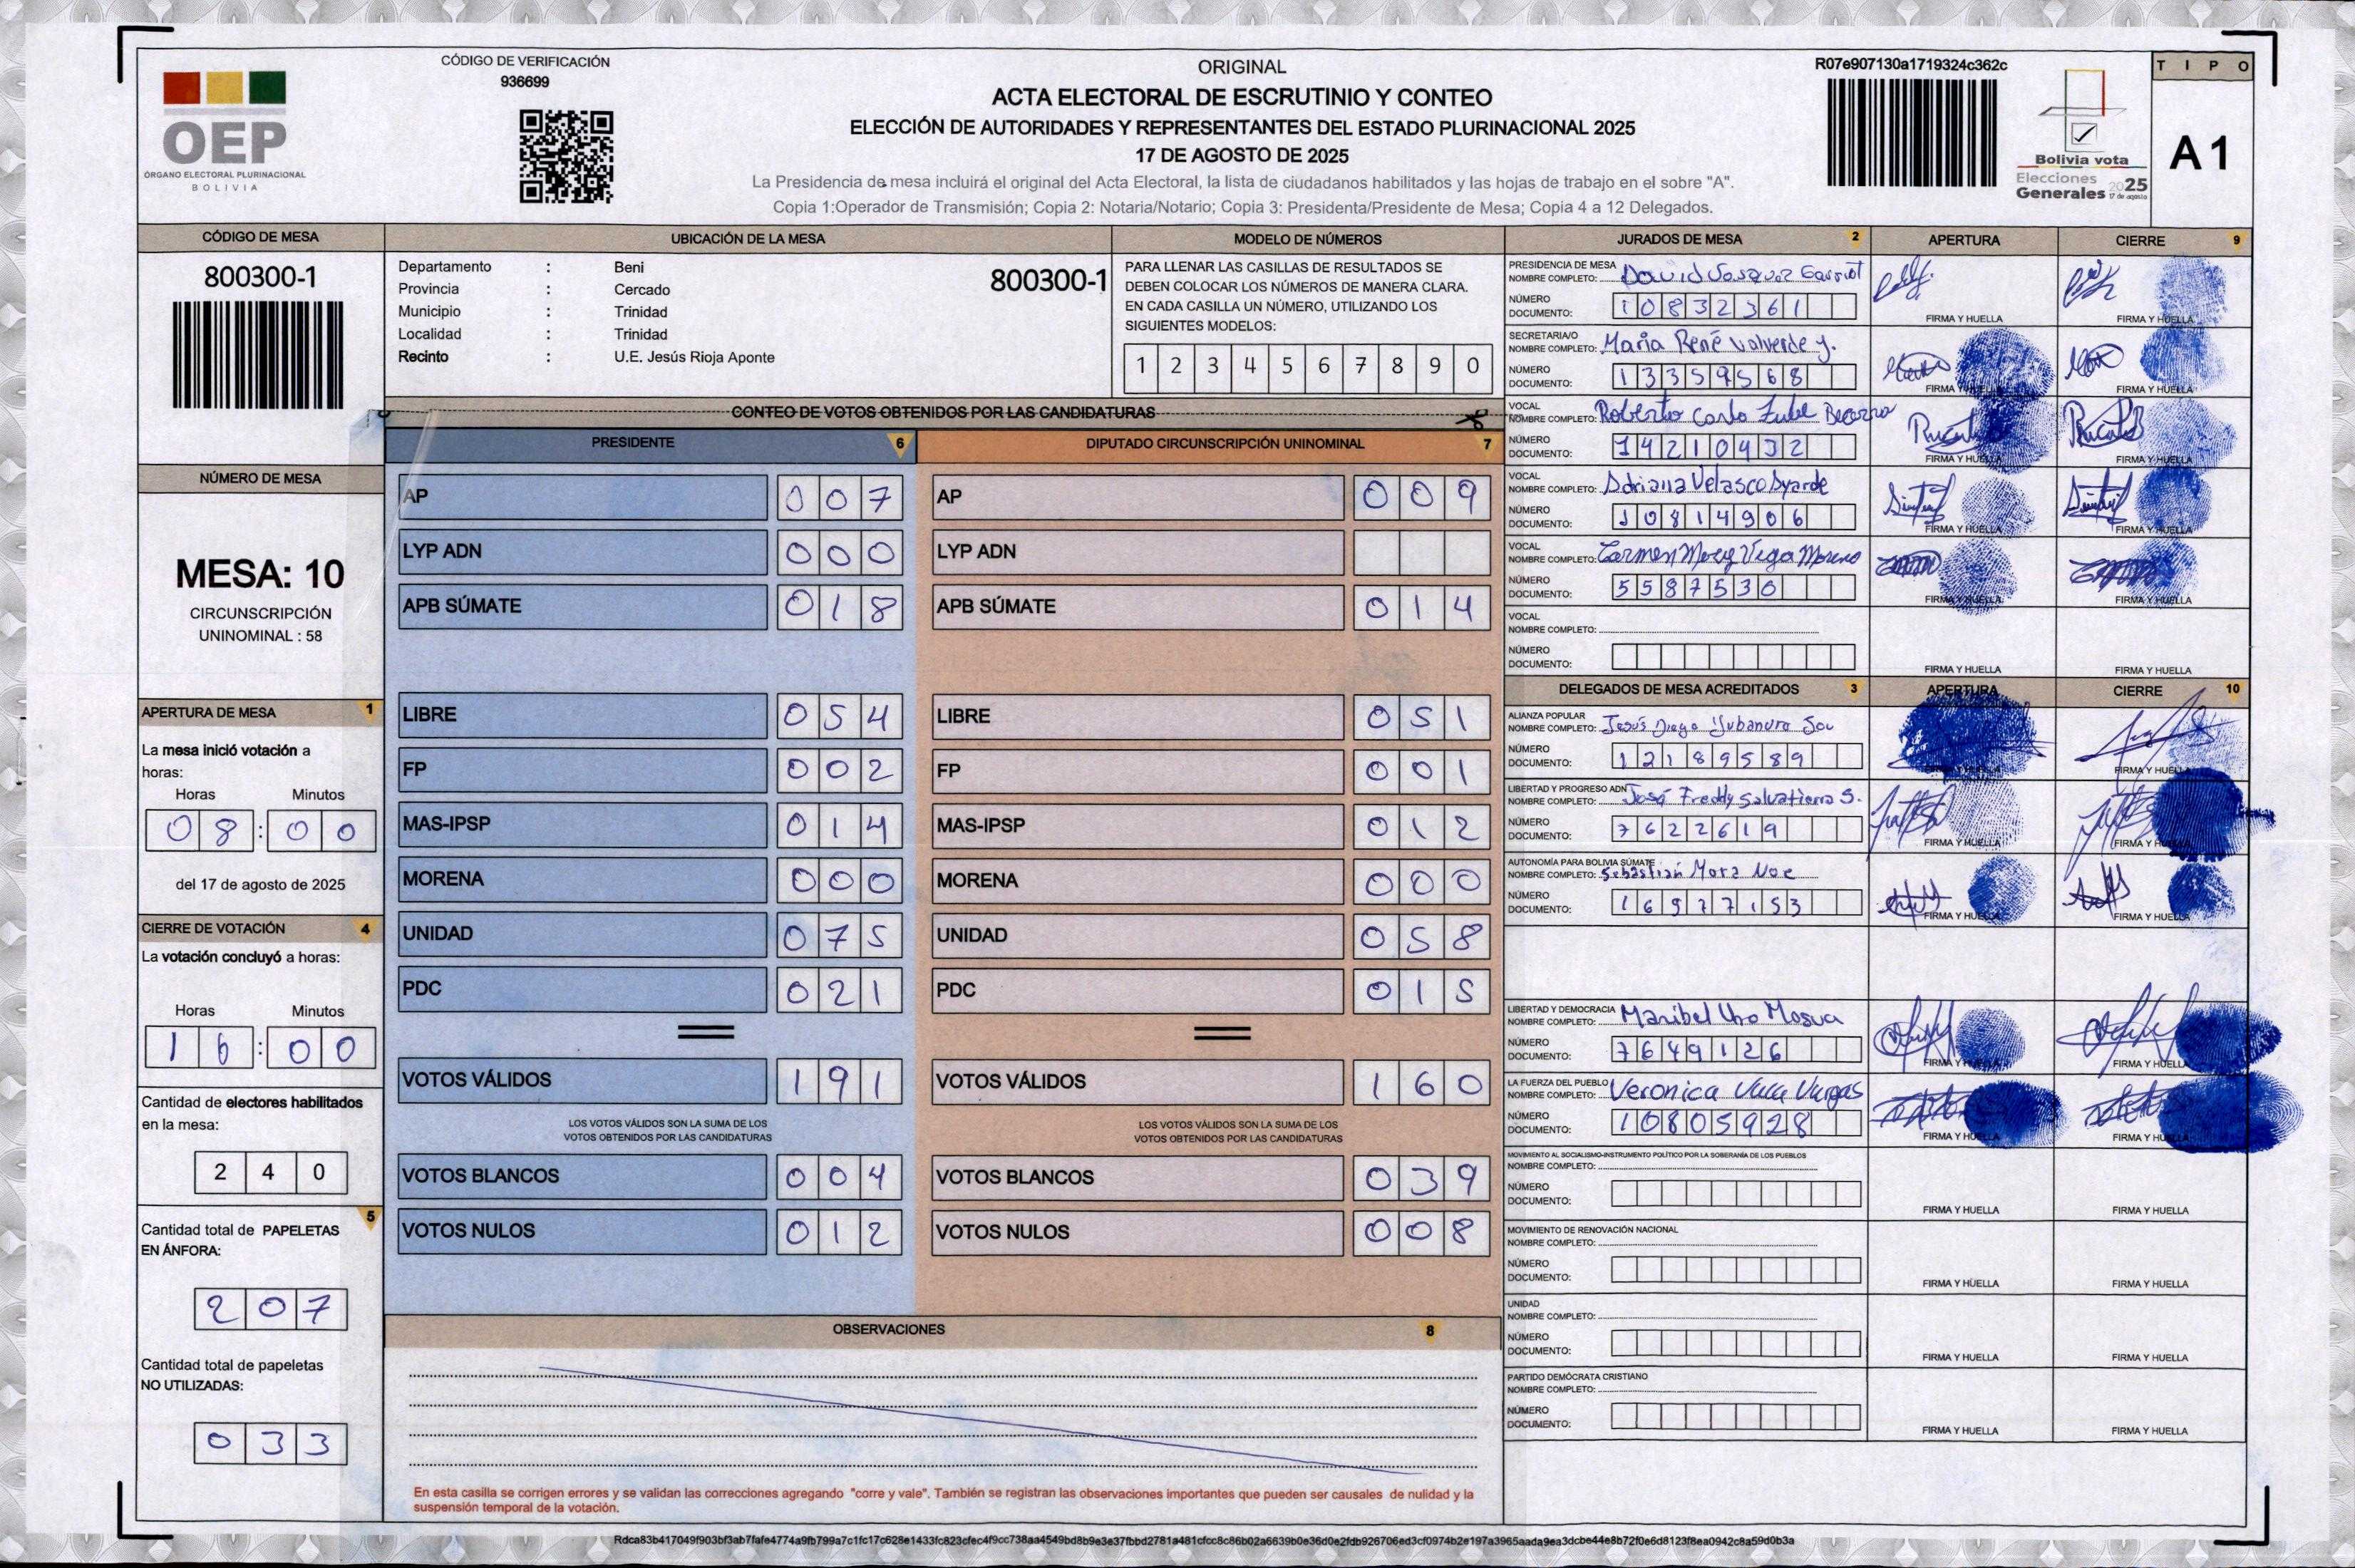 CÓDIGO DE VERIFICACIÓN
936699
OEP
ÓRGANO ELECTORAL PLURINACIONAL
BOLIVIA
ORIGINAL
ACTA ELECTORAL DE ESCRUTINIO Y CONTEO
ELECCIÓN DE AUTORIDADES Y REPRESENTANTES DEL ESTADO PLURINACIONAL 2025
17 DE AGOSTO DE 2025
La Presidencia de mesa incluirá el original del Acta Electoral, la lista de ciudadanos habilitados y las hojas de trabajo en el sobre "A".
Copia 1:Operador de Transmisión; Copia 2: Notaria/Notario; Copia 3: Presidenta/Presidente de Mesa; Copia 4 a 12 Delegados.
R07e907130a1719324c362c
Bolivia vota
Elecciones
Generales 2025
17 de agosto
TIPO
A 1
CÓDIGO DE MESA
800300-1
NÚMERO DE MESA
MESA: 10
CIRCUNSCRIPCIÓN
UNINOMINAL : 58
APERTURA DE MESA 1
La mesa inició votación a
horas:
Horas Minutos
08:00
del 17 de agosto de 2025
CIERRE DE VOTACIÓN 4
La votación concluyó a horas:
Horas Minutos
16:00
Cantidad de electores habilitados
en la mesa:
240
5
Cantidad total de PAPELETAS
EN ÁNFORA:
207
Cantidad total de papeletas
NO UTILIZADAS:
033
UBICACIÓN DE LA MESA
Departamento : Beni
800300-1
Provincia : Cercado
Municipio : Trinidad
Localidad : Trinidad
Recinto : U.E. Jesús Rioja Aponte
MODELO DE NÚMEROS
PARA LLENAR LAS CASILLAS DE RESULTADOS SE
DEBEN COLOCAR LOS NÚMEROS DE MANERA CLARA.
EN CADA CASILLA UN NÚMERO, UTILIZANDO LOS
SIGUIENTES MODELOS:
1 2 3 4 5 6 7 8 9 0
CONTEO DE VOTOS OBTENIDOS POR LAS CANDIDATURAS
PRESIDENTE 6
AP 007
LYP ADN 000
APB SÚMATE 018
LIBRE 054
FP 002
MAS-IPSP 014
MORENA 000
UNIDAD 075
PDC 021
VOTOS VÁLIDOS 191
LOS VOTOS VÁLIDOS SON LA SUMA DE LOS
VOTOS OBTENIDOS POR LAS CANDIDATURAS
VOTOS BLANCOS 004
VOTOS NULOS 012
DIPUTADO CIRCUNSCRIPCIÓN UNINOMINAL 7
AP 009
LYP ADN
APB SÚMATE 014
LIBRE 051
FP 001
MAS-IPSP 012
MORENA 000
UNIDAD 058
PDC 015
VOTOS VÁLIDOS 160
LOS VOTOS VÁLIDOS SON LA SUMA DE LOS
VOTOS OBTENIDOS POR LAS CANDIDATURAS
VOTOS BLANCOS 039
VOTOS NULOS 008
OBSERVACIONES 8
En esta casilla se corrigen errores y se validan las correcciones agregando "corre y vale". También se registran las observaciones importantes que pueden ser causales de nulidad y la
suspensión temporal de la votación.
JURADOS DE MESA 2 APERTURA CIERRE 9
PRESIDENCIA DE MESA
NOMBRE COMPLETO: David Vasquez
NÚMERO
DOCUMENTO: 10832361
FIRMA Y HUELLA FIRMA Y HUELLA
SECRETARIA/O
NOMBRE COMPLETO: Maria René Valverde y.
NÚMERO
DOCUMENTO: 13359568
FIRMA Y HUELLA FIRMA Y HUELLA
VOCAL
NOMBRE COMPLETO: Roberto Carlo Zube Becerra
NÚMERO
DOCUMENTO: 14210432
FIRMA Y HUELLA FIRMA Y HUELLA
VOCAL
NOMBRE COMPLETO: Adriana Velasco Oyarde
NÚMERO
DOCUMENTO: 10814906
FIRMA Y HUELLA FIRMA Y HUELLA
VOCAL
NOMBRE COMPLETO: Carmen Mercy Vega Moreno
NÚMERO
DOCUMENTO: 5587530
FIRMA Y HUELLA FIRMA Y HUELLA
VOCAL
NOMBRE COMPLETO:
NÚMERO
DOCUMENTO:
FIRMA Y HUELLA FIRMA Y HUELLA
DELEGADOS DE MESA ACREDITADOS 3 APERTURA CIERRE 10
ALIANZA POPULAR
NOMBRE COMPLETO: Jesús Diego
NÚMERO
DOCUMENTO: 12189589
FIRMA Y HUELLA FIRMA Y HUELLA
LIBERTAD Y PROGRESO ADN
NOMBRE COMPLETO: José Freddy Salvatierra S.
NÚMERO
DOCUMENTO: 7622619
FIRMA Y HUELLA FIRMA Y HUELLA
AUTONOMÍA PARA BOLIVIA SÚMATE
NOMBRE COMPLETO: Sebastián Mora Noe
NÚMERO
DOCUMENTO: 16977153
FIRMA Y HUELLA FIRMA Y HUELLA
LIBERTAD Y DEMOCRACIA
NOMBRE COMPLETO: Maribel Uro Mosua
NÚMERO
DOCUMENTO: 7649126
FIRMA Y HUELLA FIRMA Y HUELLA
LA FUERZA DEL PUEBLO
NOMBRE COMPLETO: Veronica Vaca Vargas
NÚMERO
DOCUMENTO: 10805928
FIRMA Y HUELLA FIRMA Y HUELLA
MOVIMIENTO AL SOCIALISMO-INSTRUMENTO POLÍTICO POR LA SOBERANÍA DE LOS PUEBLOS
NOMBRE COMPLETO:
NÚMERO
DOCUMENTO:
FIRMA Y HUELLA FIRMA Y HUELLA
MOVIMIENTO DE RENOVACIÓN NACIONAL
NOMBRE COMPLETO:
NÚMERO
DOCUMENTO:
FIRMA Y HUELLA FIRMA Y HUELLA
UNIDAD
NOMBRE COMPLETO:
NÚMERO
DOCUMENTO:
FIRMA Y HUELLA FIRMA Y HUELLA
PARTIDO DEMÓCRATA CRISTIANO
NOMBRE COMPLETO:
NÚMERO
DOCUMENTO:
FIRMA Y HUELLA FIRMA Y HUELLA